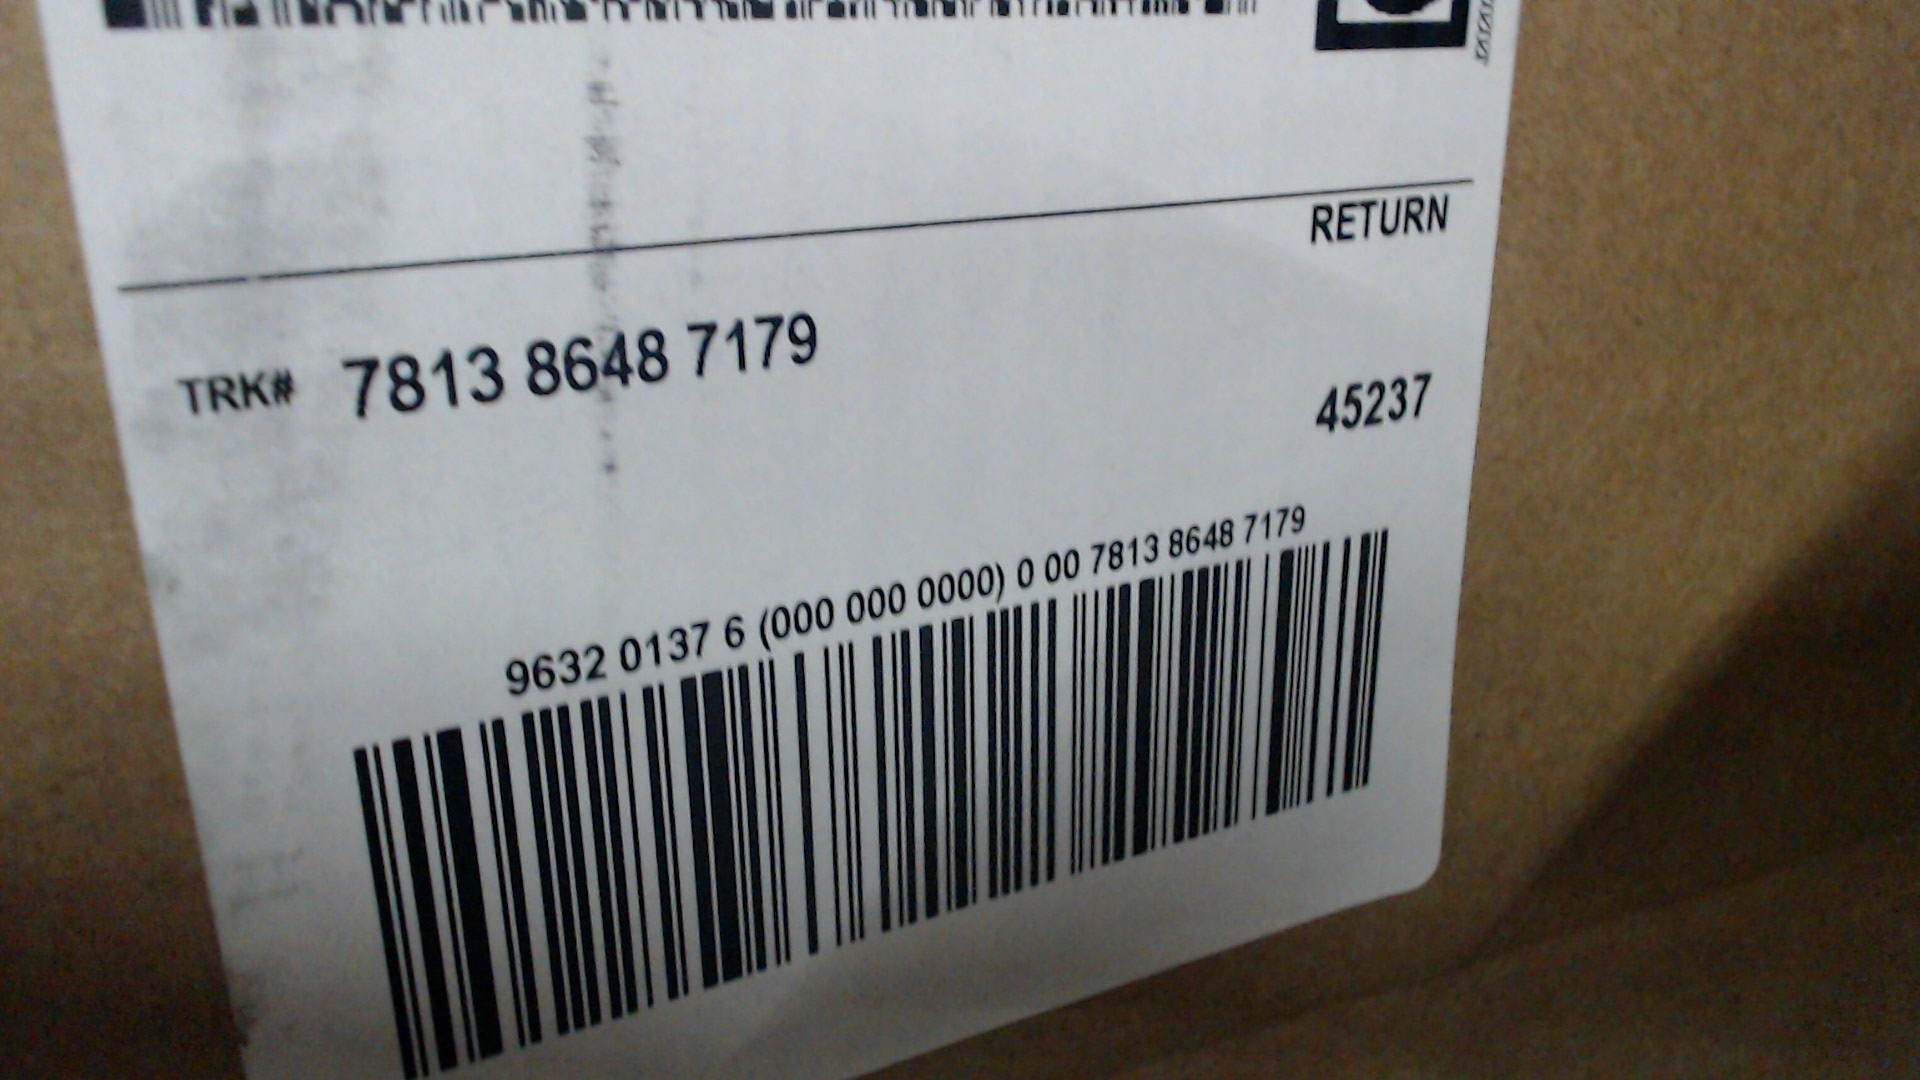 RETURN
TRK# 7813 8648 7179
45237
9632 0137 6 (000 000 0000) 0 00 7813 8648 7179